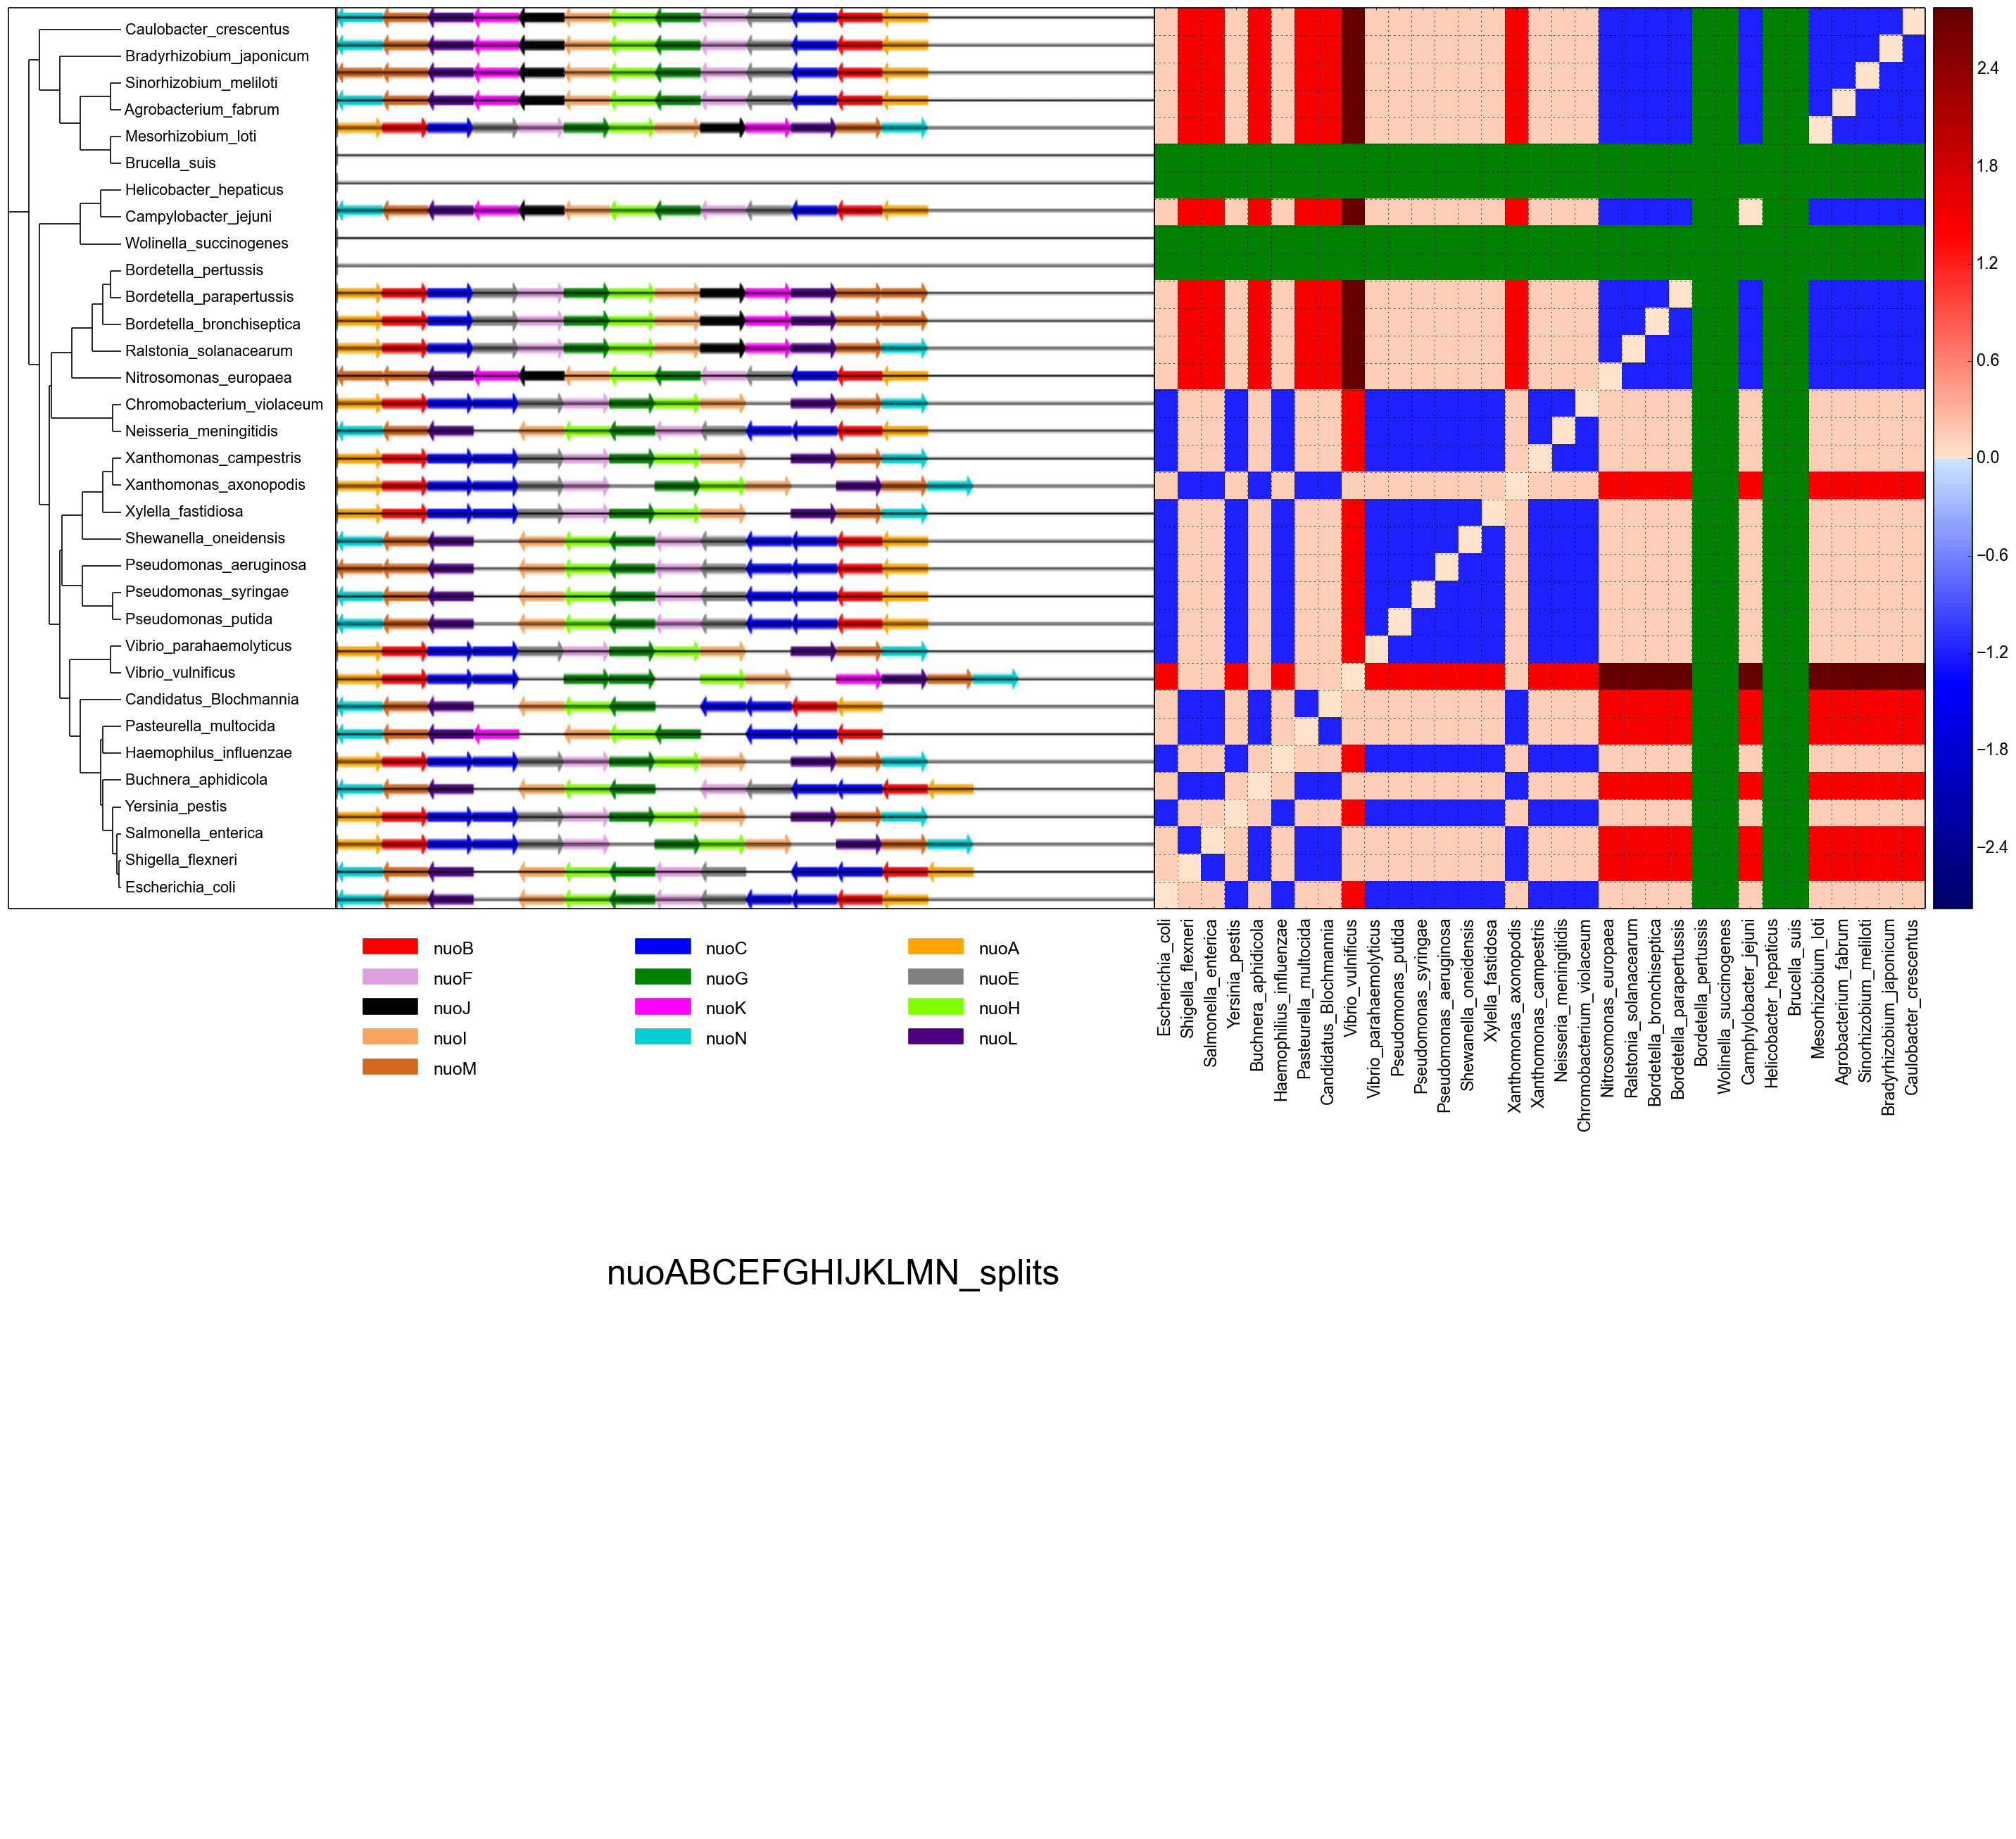 Caulobacter_crescentus
Bradyrhizobium_japonicum
Sinorhizobium_meliloti
Agrobacterium_fabrum
Mesorhizobium_loti
Brucella_suis
Helicobacter_hepaticus
Campylobacter_jejuni
Wolinella_succinogenes
Bordetella_pertussis
Bordetella_parapertussis
Bordetella_bronchiseptica
Ralstonia_solanacearum
Nitrosomonas_europaea
Chromobacterium_violaceum
Neisseria_meningitidis
Xanthomonas_campestris
Xanthomonas_axonopodis
Xylella_fastidiosa
Shewanella_oneidensis
Pseudomonas_aeruginosa
Pseudomonas_syringae
Pseudomonas_putida
Vibrio_parahaemolyticus
Vibrio_vulnificus
Candidatus_Blochmannia
Pasteurella_multocida
Haemophilus_influenzae
Buchnera_aphidicola
Yersinia_pestis
Salmonella_enterica
Shigella_flexneri
Escherichia_coli
2.4
1.8
1.2
0.6
0.0
−0.6
−1.2
−1.8
−2.4
nuoB nuoC nuoA
nuoF nuoG nuoE
nuoJ nuoK nuoH
nuoI nuoN nuoL
nuoM
Escherichia_coli
Shigella_flexneri
Salmonella_enterica
Yersinia_pestis
Buchnera_aphidicola
Haemophilius_influenzae
Pasteurella_multocida
Candidatus_Blochmannia
Vibrio_vulnificus
Vibrio_parahaemolyticus
Pseudomonas_putida
Pseudomonas_syringae
Pseudomonas_aeruginosa
Shewanella_oneidensis
Xylella_fastidosa
Xanthomonas_axonopodis
Xanthomonas_campestris
Neisseria_meningitidis
Chromobacterium_violaceum
Nitrosomonas_europaea
Ralstonia_solanacearum
Bordetella_bronchiseptica
Bordetella_parapertussis
Bordetella_pertussis
Wolinella_succinogenes
Camphylobacter_jejuni
Helicobacter_hepaticus
Brucella_suis
Mesorhizobium_loti
Agrobacterium_fabrum
Sinorhizobium_meliloti
Bradyrhizobium_japonicum
Caulobacter_crescentus
nuoABCEFGHIJKLMN_splits